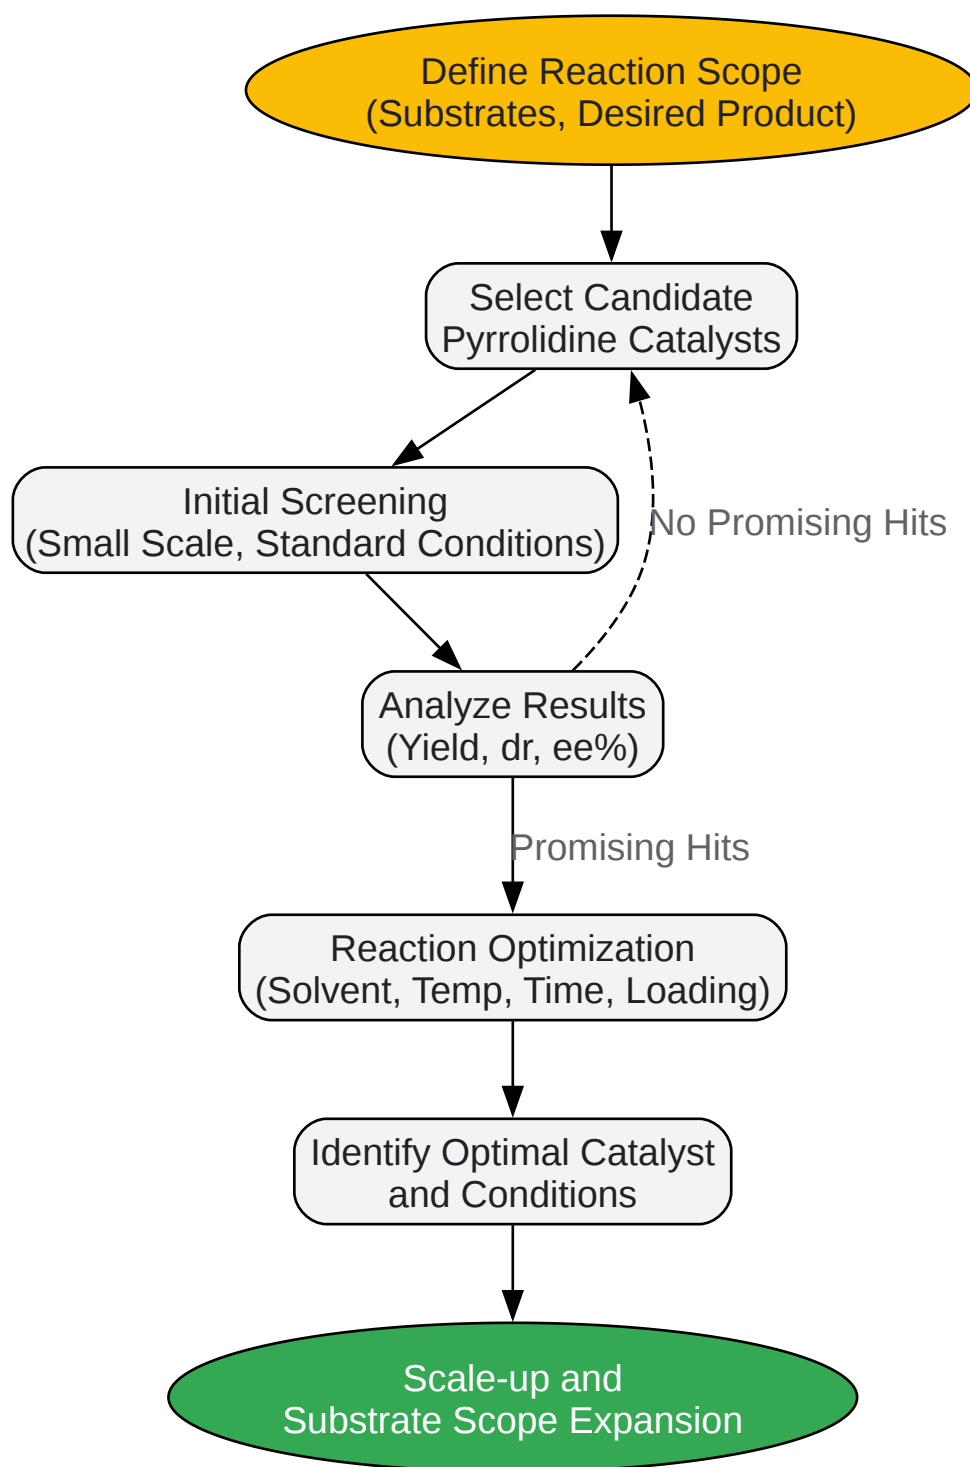 Define Reaction Scope
(Substrates, Desired Product)
Select Candidate
Pyrrolidine Catalysts
Initial Screening
(Small Scale, Standard Conditions)
No Promising Hits
Analyze Results
(Yield, dr, ee%)
Promising Hits
Reaction Optimization
(Solvent, Temp, Time, Loading)
Identify Optimal Catalyst
and Conditions
Scale-up and
Substrate Scope Expansion